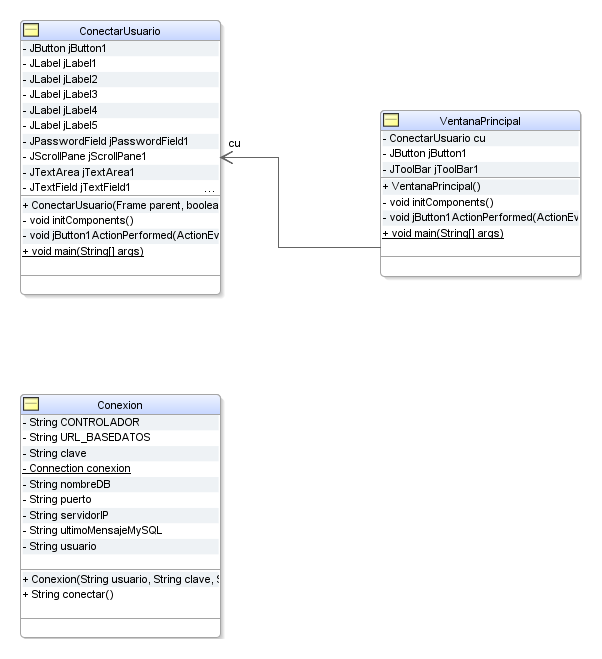 ConectarUsuario
- JButton jButton1
- JLabel jLabel1
- JLabel jLabel2
- JLabel jLabel3
- JLabel jLabel4
- JLabel jLabel5
- JPasswordField jPasswordField1
- JScrollPane jScrollPane1
- JTextArea jTextArea1
- JTextField jTextField1 ...
+ ConectarUsuario(Frame parent, boolea
- void initComponents()
- void jButton1ActionPerformed(ActionEv
+ void main(String[] args)
cu
VentanaPrincipal
- ConectarUsuario cu
- JButton jButton1
- JToolBar jToolBar1
+ VentanaPrincipal()
- void initComponents()
- void jButton1ActionPerformed(ActionEv
+ void main(String[] args)
Conexion
- String CONTROLADOR
- String URL_BASEDATOS
- String clave
- Connection conexion
- String nombreDB
- String puerto
- String servidorIP
- String ultimoMensajeMySQL
- String usuario
+ Conexion(String usuario, String clave, S
+ String conectar()